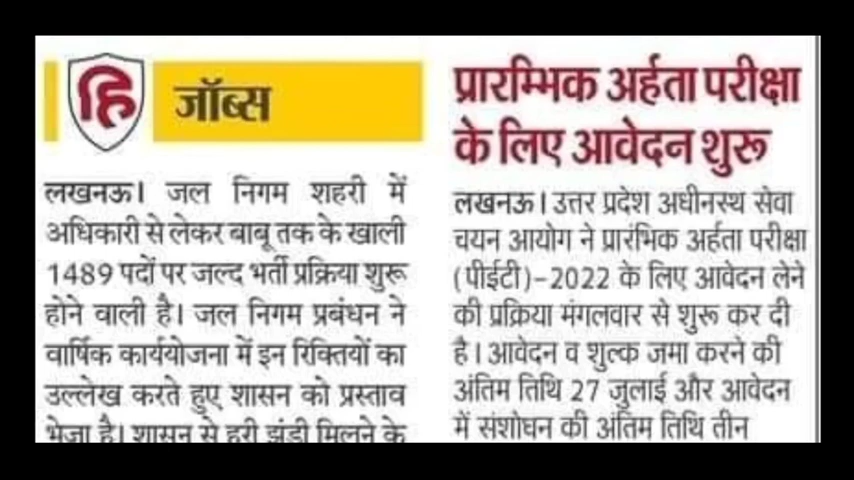 हि
जॉब्स
लखनऊ। जल निगम शहरी में
अधिकारी से लेकर बाबू तक के खाली
1489 पदों पर जल्द भर्ती प्रक्रिया शुरू
होने वाली है। जल निगम प्रबंधन ने
वार्षिक कार्ययोजना में इन रिक्तियों का
उल्लेख करते हुए शासन को प्रस्ताव
भेजा है। शासन से हरी झंडी मिलने के
प्रारम्भिक अर्हता परीक्षा
के लिए आवेदन शुरू
लखनऊ। उत्तर प्रदेश अधीनस्थ सेवा
चयन आयोग ने प्रारंभिक अर्हता परीक्षा
(पीईटी)-2022 के लिए आवेदन लेने
की प्रक्रिया मंगलवार से शुरू कर दी
है। आवेदन व शुल्क जमा करने की
अंतिम तिथि 27 जुलाई और आवेदन
में संशोधन की अंतिम तिथि तीन